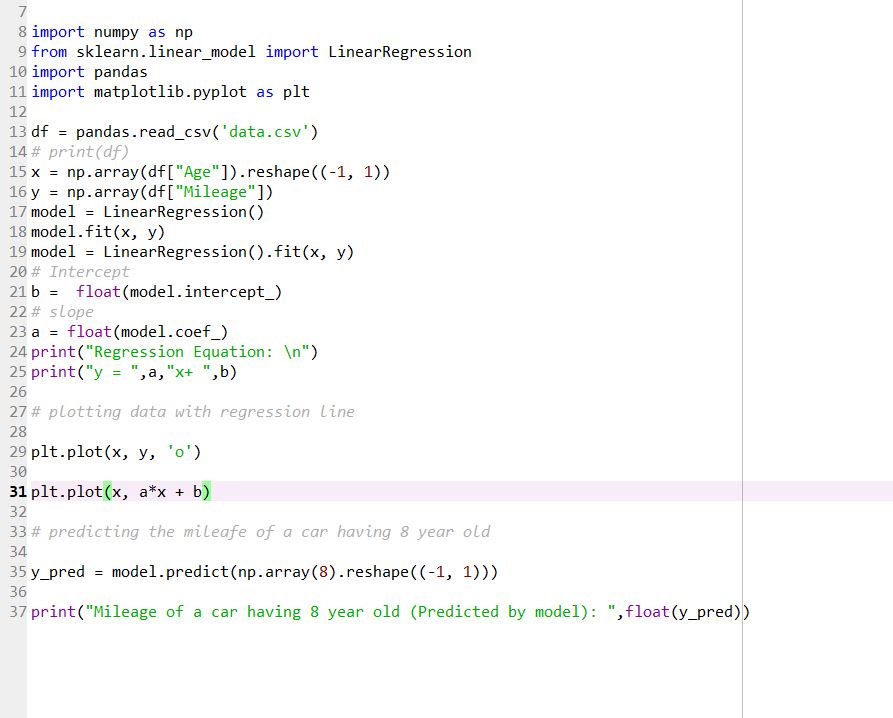 7
8 import numpy as np
9 from sklearn.linear_model import LinearRegression
10 import pandas
11 import matplotlib.pyplot as plt
12
13 df = pandas.read_csv('data.csv')
14 # print(df)
15 x = np.array(df["Age"]).reshape((-1, 1))
16 y = np.array(df["Mileage"])
17 model = LinearRegression()
18 model.fit(x, y)
19 model = LinearRegression().fit(x, y)
20 # Intercept
21 b =  float(model.intercept_)
22 # slope
23 a = float(model.coef_)
24 print("Regression Equation: \n")
25 print("y = ",a,"x+ ",b)
26
27 # plotting data with regression line
28
29 plt.plot(x, y, 'o')
30
31 plt.plot(x, a*x + b)
32
33 # predicting the mileafe of a car having 8 year old
34
35 y_pred = model.predict(np.array(8).reshape((-1, 1)))
36
37 print("Mileage of a car having 8 year old (Predicted by model): ",float(y_pred))